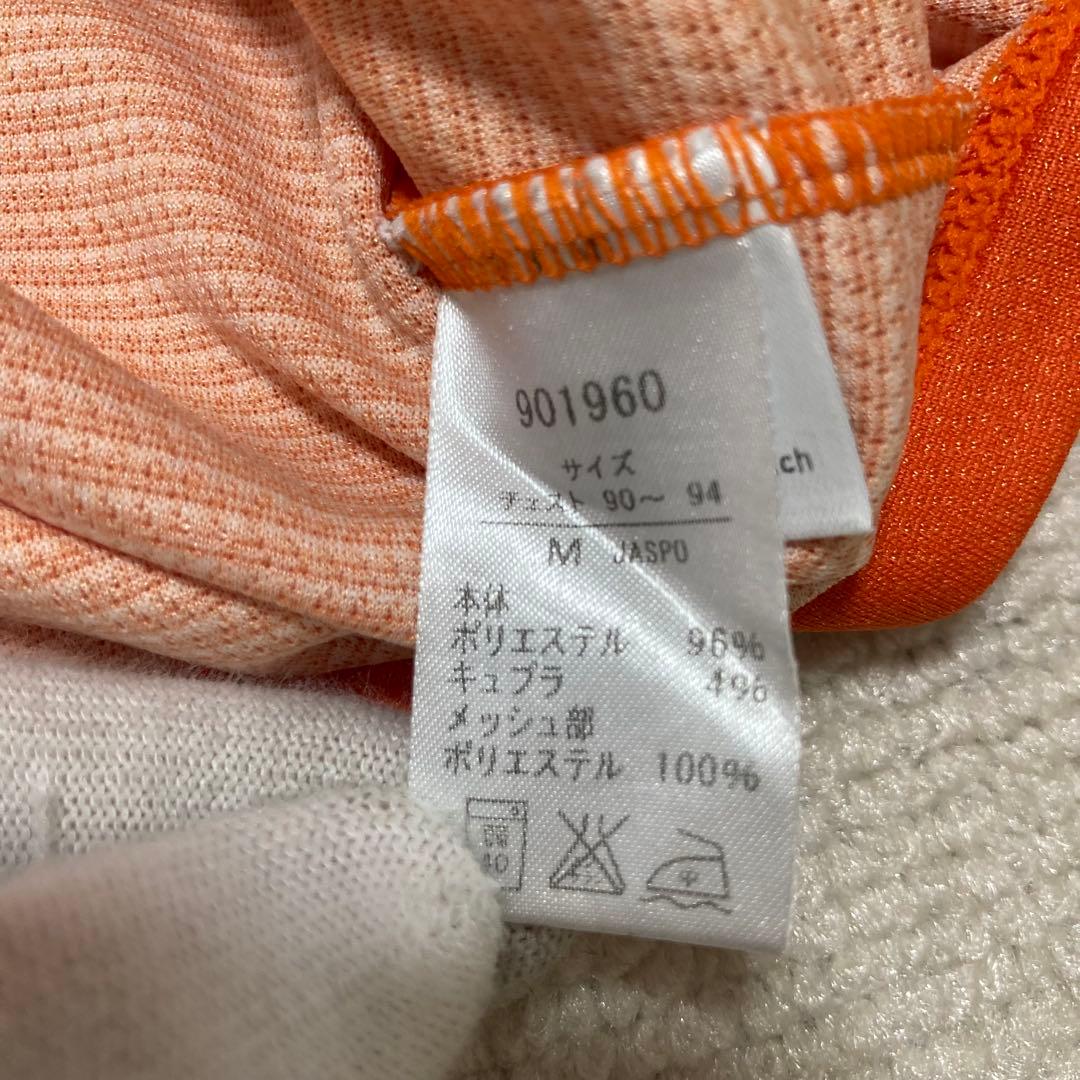 901960
サイズ
チェスト 90～ 94
M JASPO
本体
ポリエステル 96%
キュプラ 4%
メッシュ部
ポリエステル 100%
40
中
ch